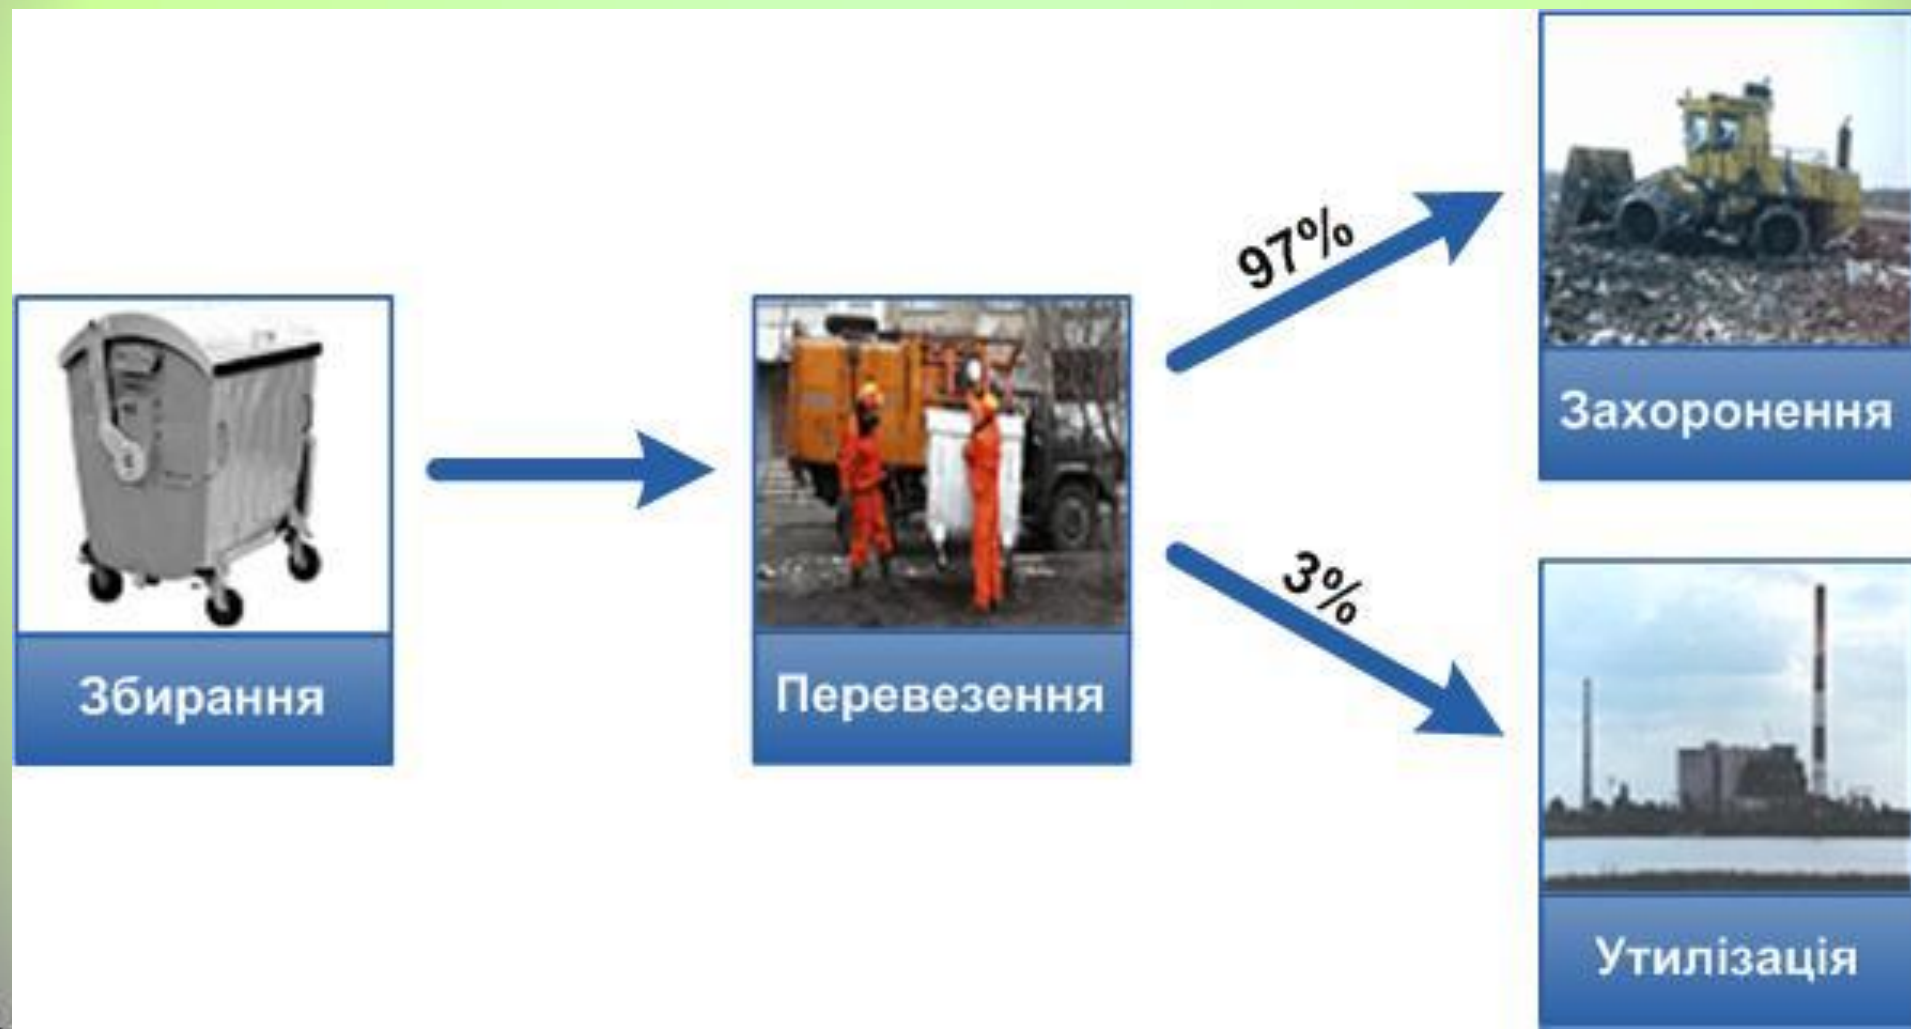 97%
Захоронення
Збирання
Перевезення
3%
Утилізація